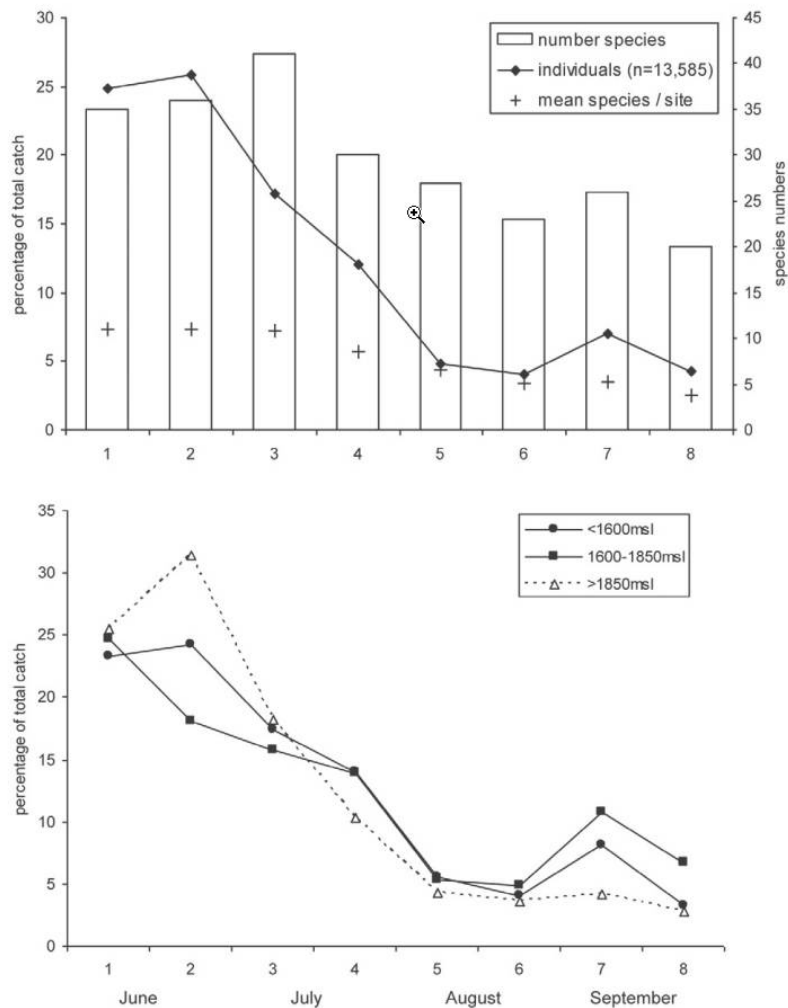 30
25
20
15
10
5
0
percentage of total catch
45
40
35
30
25
20
15
10
5
0
species numbers
number species
individuals (n=13,585)
mean species / site
1 2 3 4 5 6 7 8
35
30
25
20
15
10
5
0
percentage of total catch
<1600msl
1600-1850msl
>1850msl
1 2 3 4 5 6 7 8
June July August September